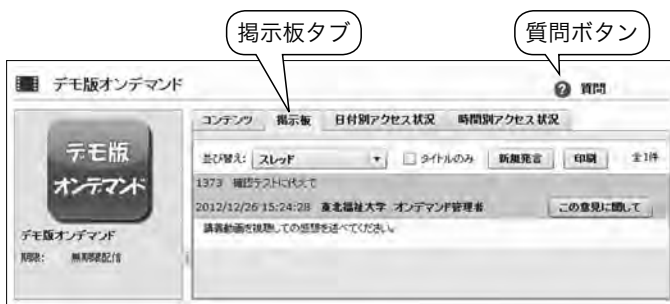 掲示板タブ
質問ボタン
デモ版オンデマンド
質問
コンテンツ 掲示板 日付別アクセス状況 時間別アクセス状況
デモ版
オンデマンド
並び替え: スレッド タイトルのみ 新規発言 印刷 全1件
1373 確認テストに代えて
2012/12/26 15:24:28 東北福祉大学 オンデマンド管理者 この意見に関して
講義動画を視聴しての感想を述べてください。
デモ版オンデマンド
期限: 無期限配信